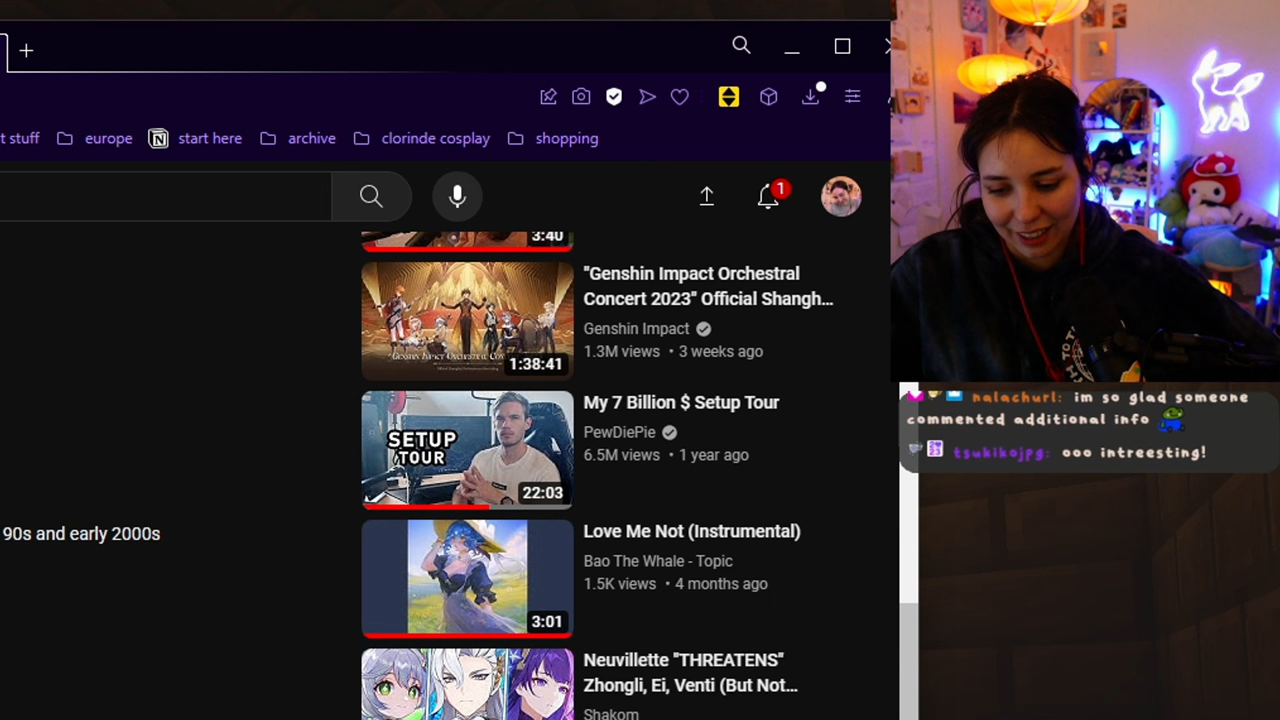 t stuff
europe
start here
archive
clorinde cosplay
shopping
1
3:40
"Genshin Impact Orchestral
Concert 2023" Official Shangh...
Genshin Impact
1.3M views • 3 weeks ago
1:38:41
My 7 Billion $ Setup Tour
PewDiePie
6.5M views • 1 year ago
SETUP
TOUR
22:03
90s and early 2000s
Love Me Not (Instrumental)
Bao The Whale - Topic
1.5K views • 4 months ago
3:01
Neuvillette "THREATENS"
Zhongli, Ei, Venti (But Not...
Shakom
nalachurl: im so glad someone
commented additional info
tsukikojpg: ooo intreesting!